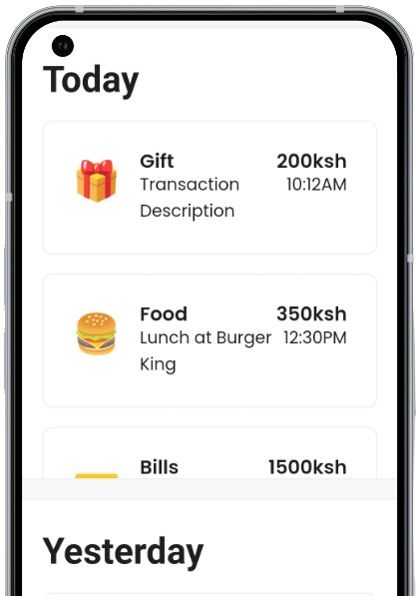 Today
Gift 200ksh
Transaction 10:12AM
Description
Food 350ksh
Lunch at Burger 12:30PM
King
Bills 1500ksh
Yesterday